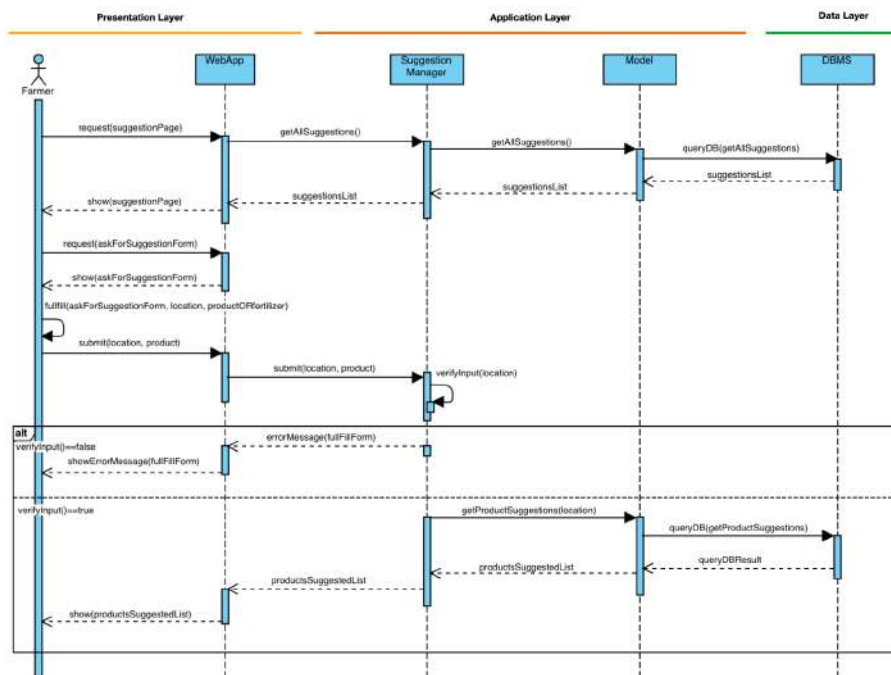 Presentation Layer
Application Layer
Data Layer
WebApp
Suggestion
Manager
Model
DBMS
Farmer
request(suggestionPage)
getAllSuggestions()
getAllSuggestions()
queryDB(getAllSuggestions)
suggestionsList
suggestionsList
suggestionsList
show(suggestionPage)
request(askForSuggestionForm)
show(askForSuggestionForm)
fullfill(askForSuggestionForm, location, productORfertilizer)
submit(location, product)
submit(location, product)
verifyInput(location)
alt
verifyInput()==false
errorMessage(fullFillForm)
showErrorMessage(fullFillForm)
verifyInput()==true
getProductSuggestions(location)
queryDB(getProductSuggestions)
queryDBResult
productsSuggestedList
productsSuggestedList
show(productsSuggestedList)